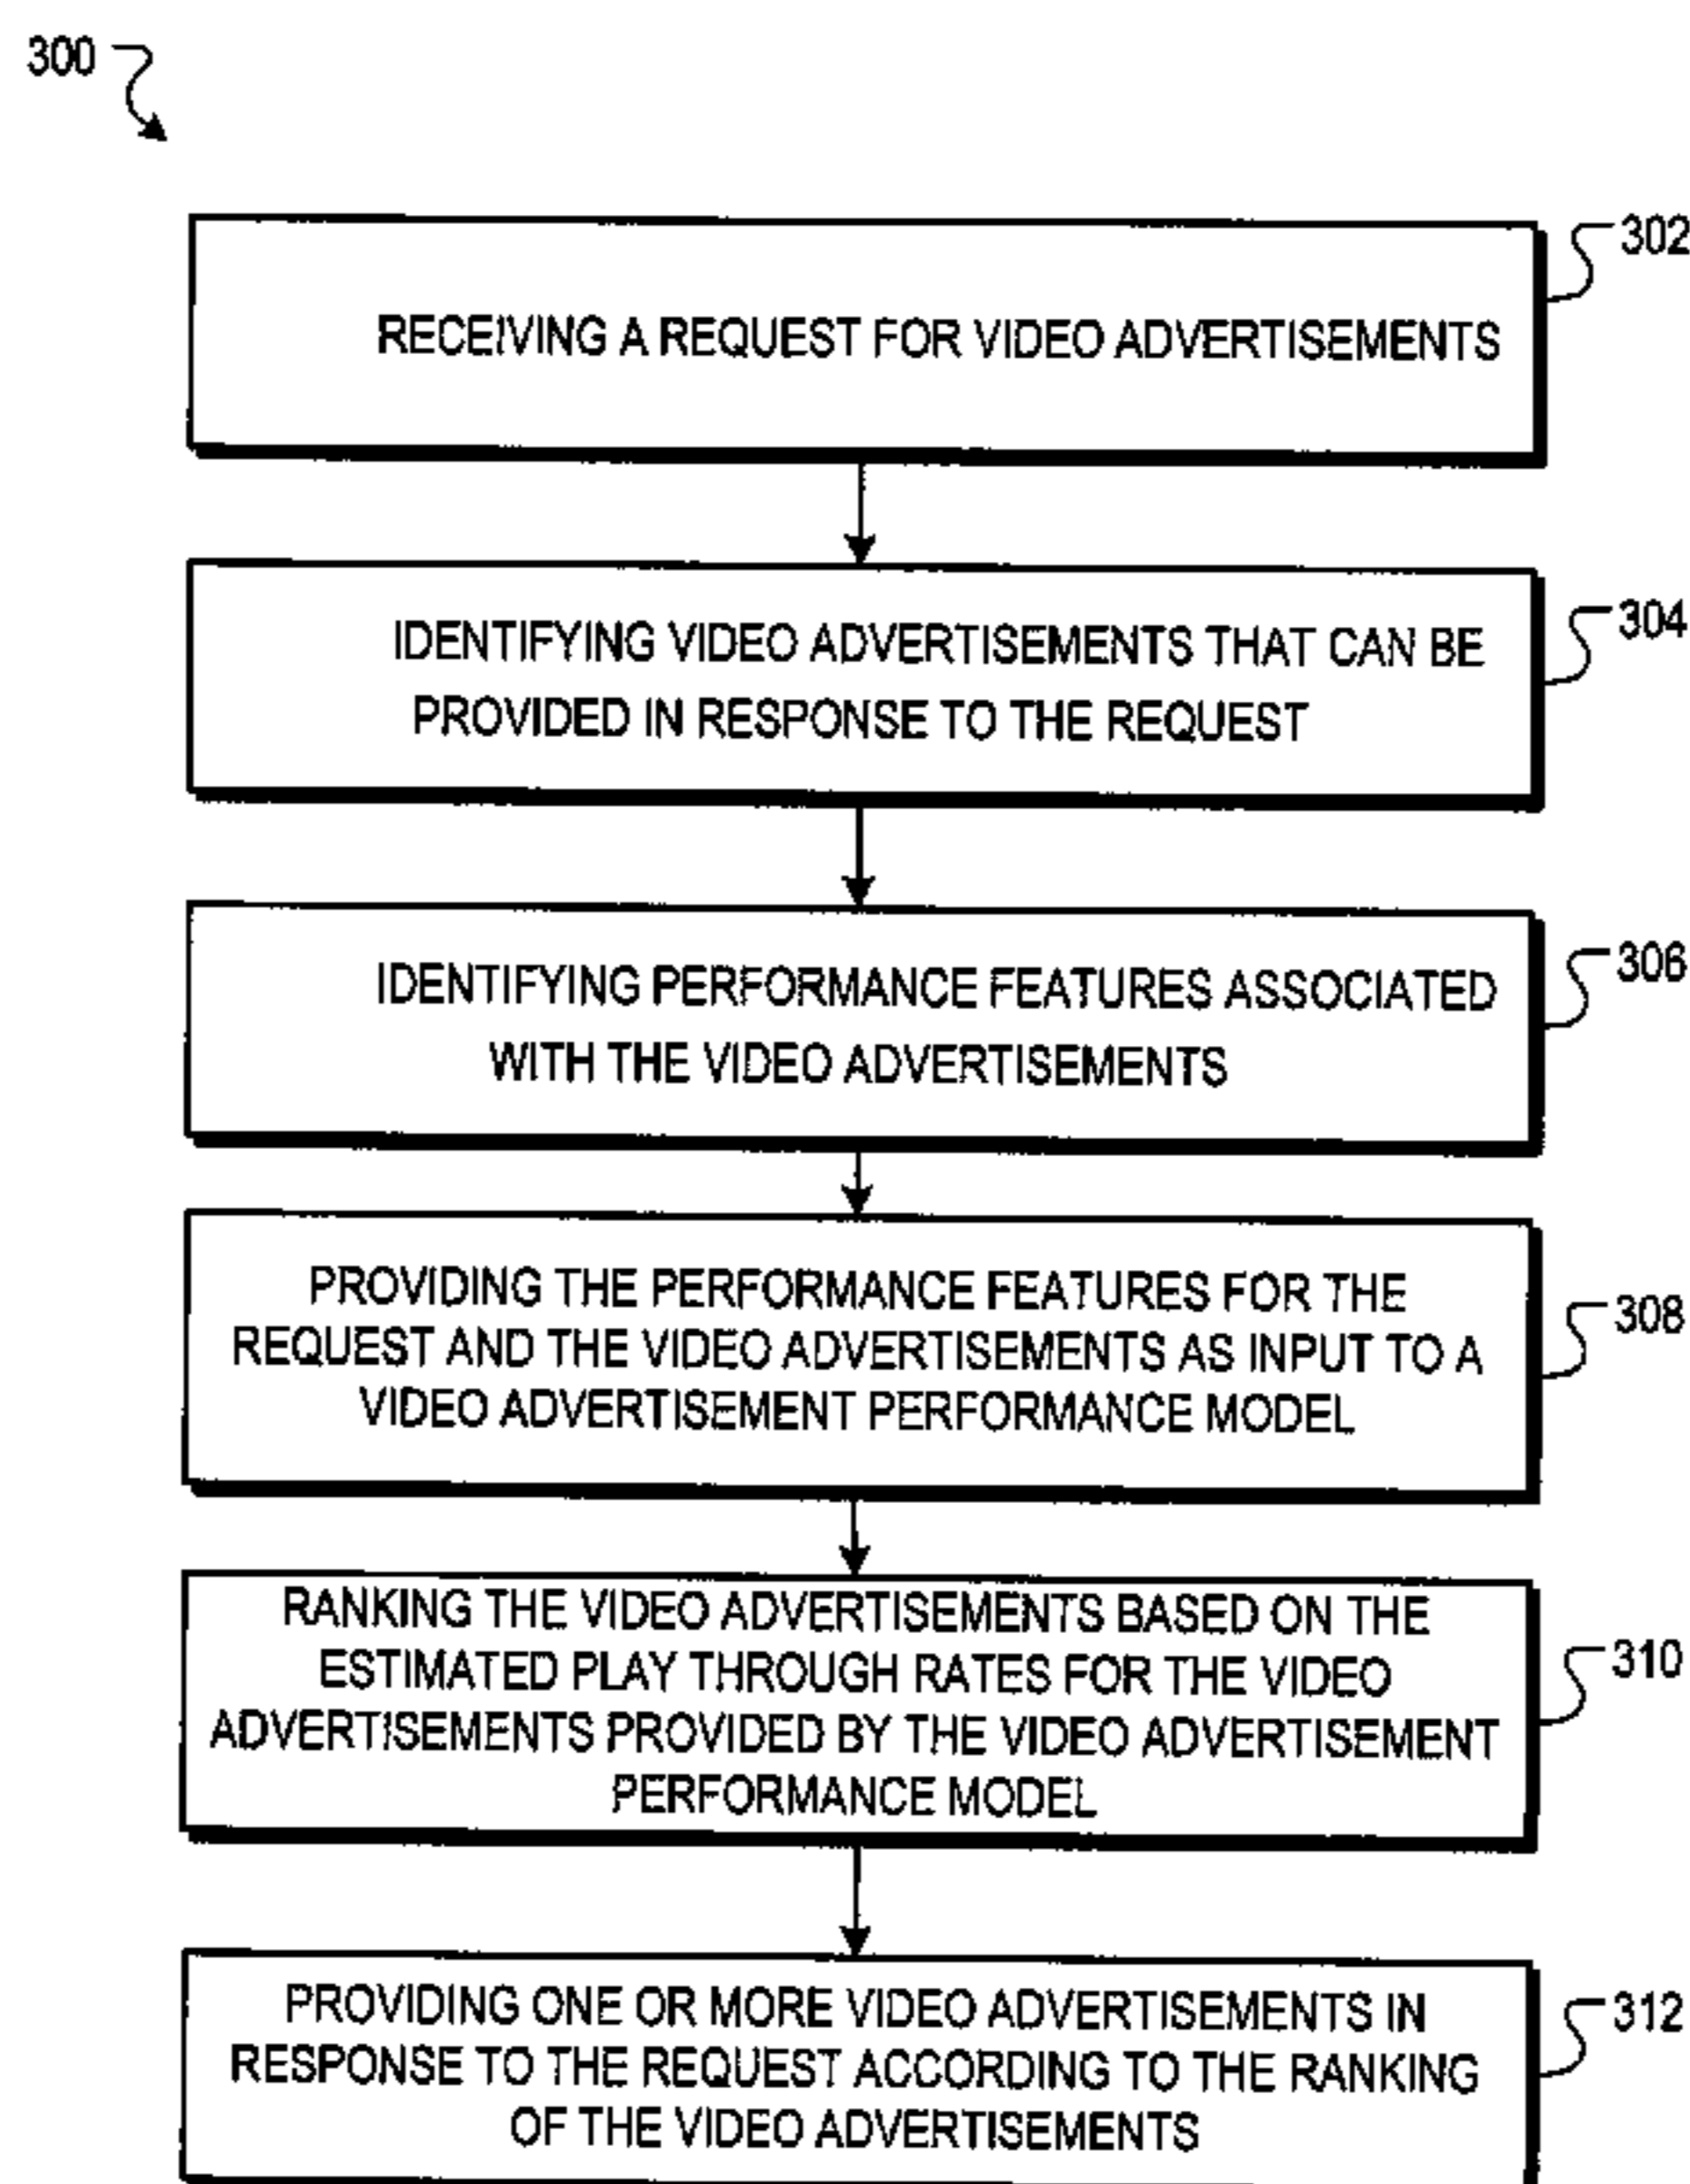 300
302
RECEIVING A REQUEST FOR VIDEO ADVERTISEMENTS
304
IDENTIFYING VIDEO ADVERTISEMENTS THAT CAN BE
PROVIDED IN RESPONSE TO THE REQUEST
306
IDENTIFYING PERFORMANCE FEATURES ASSOCIATED
WITH THE VIDEO ADVERTISEMENTS
308
PROVIDING THE PERFORMANCE FEATURES FOR THE
REQUEST AND THE VIDEO ADVERTISEMENTS AS INPUT TO A
VIDEO ADVERTISEMENT PERFORMANCE MODEL
310
RANKING THE VIDEO ADVERTISEMENTS BASED ON THE
ESTIMATED PLAY THROUGH RATES FOR THE VIDEO
ADVERTISEMENTS PROVIDED BY THE VIDEO ADVERTISEMENT
PERFORMANCE MODEL
312
PROVIDING ONE OR MORE VIDEO ADVERTISEMENTS IN
RESPONSE TO THE REQUEST ACCORDING TO THE RANKING
OF THE VIDEO ADVERTISEMENTS